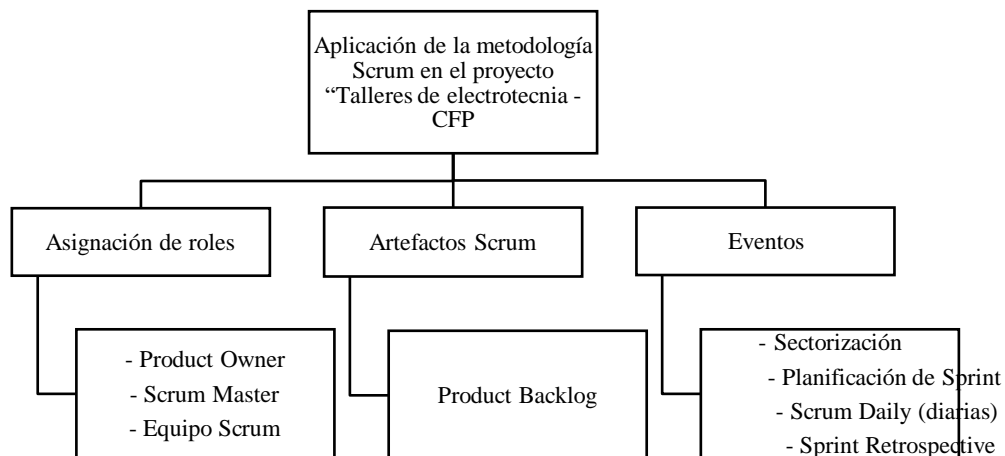 Aplicación de la metodología
Scrum en el proyecto
“Talleres de electrotecnia -
CFP
Asignación de roles
Artefactos Scrum
Eventos
- Product Owner
- Scrum Master
- Equipo Scrum
Product Backlog
- Sectorización
- Planificación de Sprint
- Scrum Daily (diarias)
- Sprint Retrospective